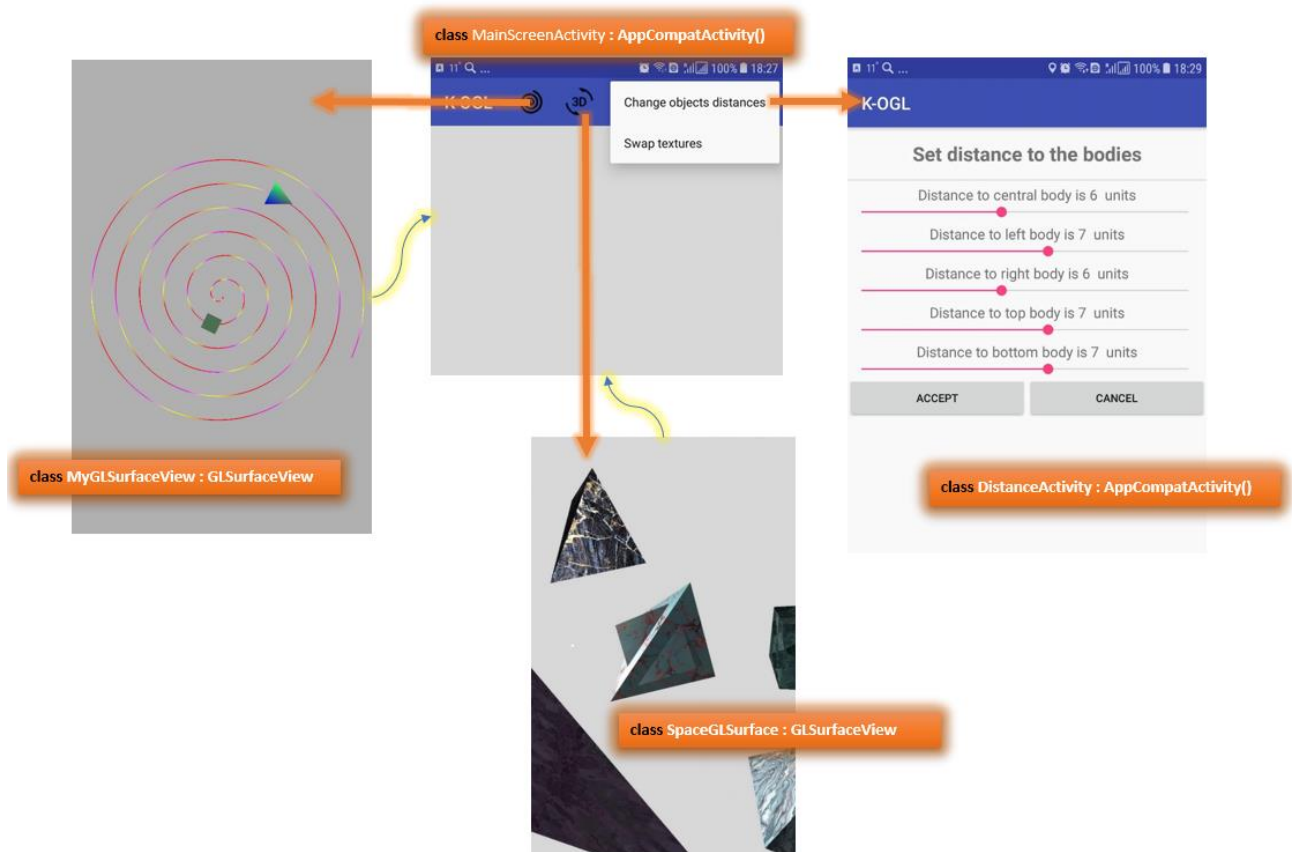 class MainScreenActivity : AppCompatActivity()
11° ...
100% 18:27
K-OGL
3D
Change objects distances
Swap textures
11° ...
100% 18:29
K-OGL
Set distance to the bodies
Distance to central body is 6 units
Distance to left body is 7 units
Distance to right body is 6 units
Distance to top body is 7 units
Distance to bottom body is 7 units
ACCEPT
CANCEL
class MyGLSurfaceView : GLSurfaceView
class DistanceActivity : AppCompatActivity()
class SpaceGLSurface : GLSurfaceView